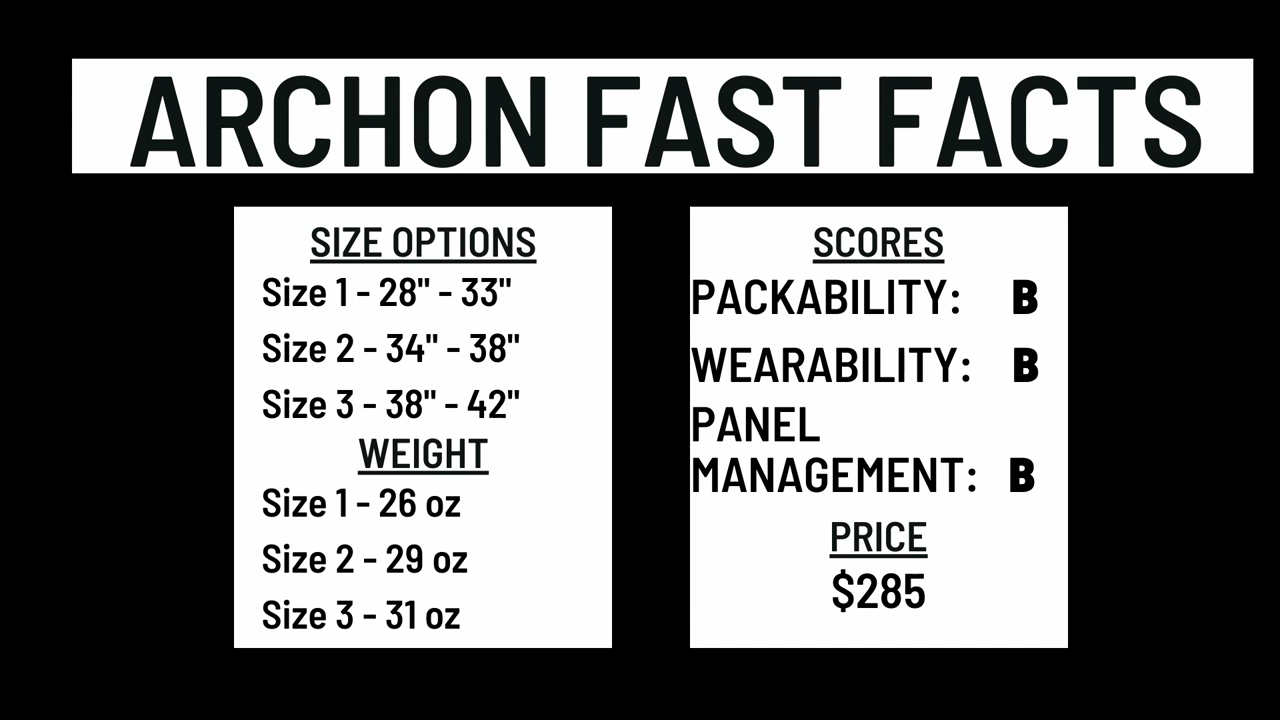 ARCHON FAST FACTS
SIZE OPTIONS
Size 1 - 28" - 33"
Size 2 - 34" - 38"
Size 3 - 38" - 42"
WEIGHT
Size 1 - 26 oz
Size 2 - 29 oz
Size 3 - 31 oz
SCORES
PACKABILITY: B
WEARABILITY: B
PANEL
MANAGEMENT: B
PRICE
$285